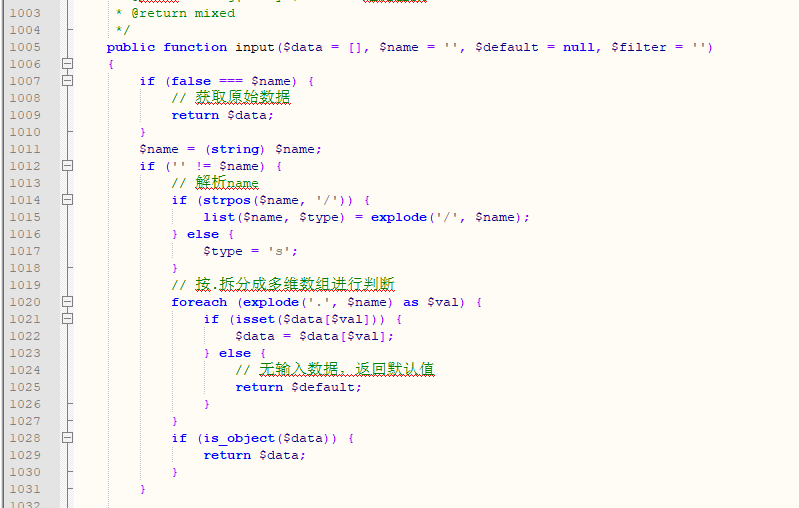 1003 * @return mixed
1004 */
1005 public function input($data = [], $name = '', $default = null, $filter = '')
1006 {
1007 if (false === $name) {
1008 // 获取原始数据
1009 return $data;
1010 }
1011 $name = (string) $name;
1012 if ('' != $name) {
1013 // 解析name
1014 if (strpos($name, '/')) {
1015 list($name, $type) = explode('/', $name);
1016 } else {
1017 $type = 's';
1018 }
1019 // 按.拆分成多维数组进行判断
1020 foreach (explode('.', $name) as $val) {
1021 if (isset($data[$val])) {
1022 $data = $data[$val];
1023 } else {
1024 // 无输入数据，返回默认值
1025 return $default;
1026 }
1027 }
1028 if (is_object($data)) {
1029 return $data;
1030 }
1031 }
1032